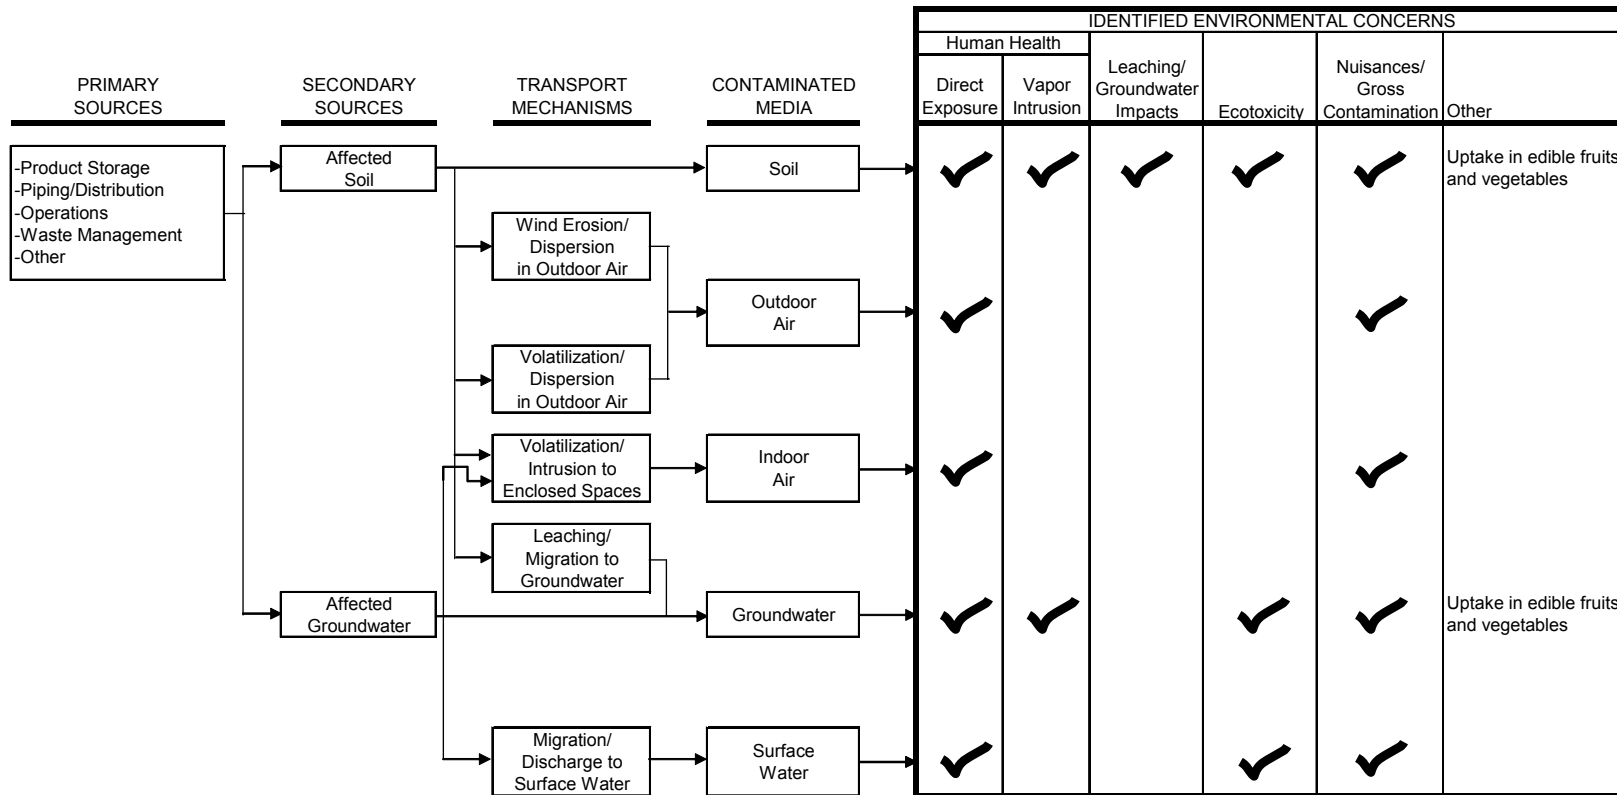 IDENTIFIED ENVIRONMENTAL CONCERNS
Human Health
PRIMARY
SOURCES
SECONDARY
SOURCES
TRANSPORT
MECHANISMS
CONTAMINATED
MEDIA
Direct
Exposure
Vapor
Intrusion
Leaching/
Groundwater
Impacts
Ecotoxicity
Nuisances/
Gross
Contamination
Other
-Product Storage
-Piping/Distribution
-Operations
-Waste Management
-Other
Affected
Soil
Soil
Uptake in edible fruits
and vegetables
Wind Erosion/
Dispersion
in Outdoor Air
Outdoor
Air
Volatilization/
Dispersion
in Outdoor Air
Volatilization/
Intrusion to
Enclosed Spaces
Indoor
Air
Leaching/
Migration to
Groundwater
Affected
Groundwater
Groundwater
Uptake in edible fruits
and vegetables
Migration/
Discharge to
Surface Water
Surface
Water